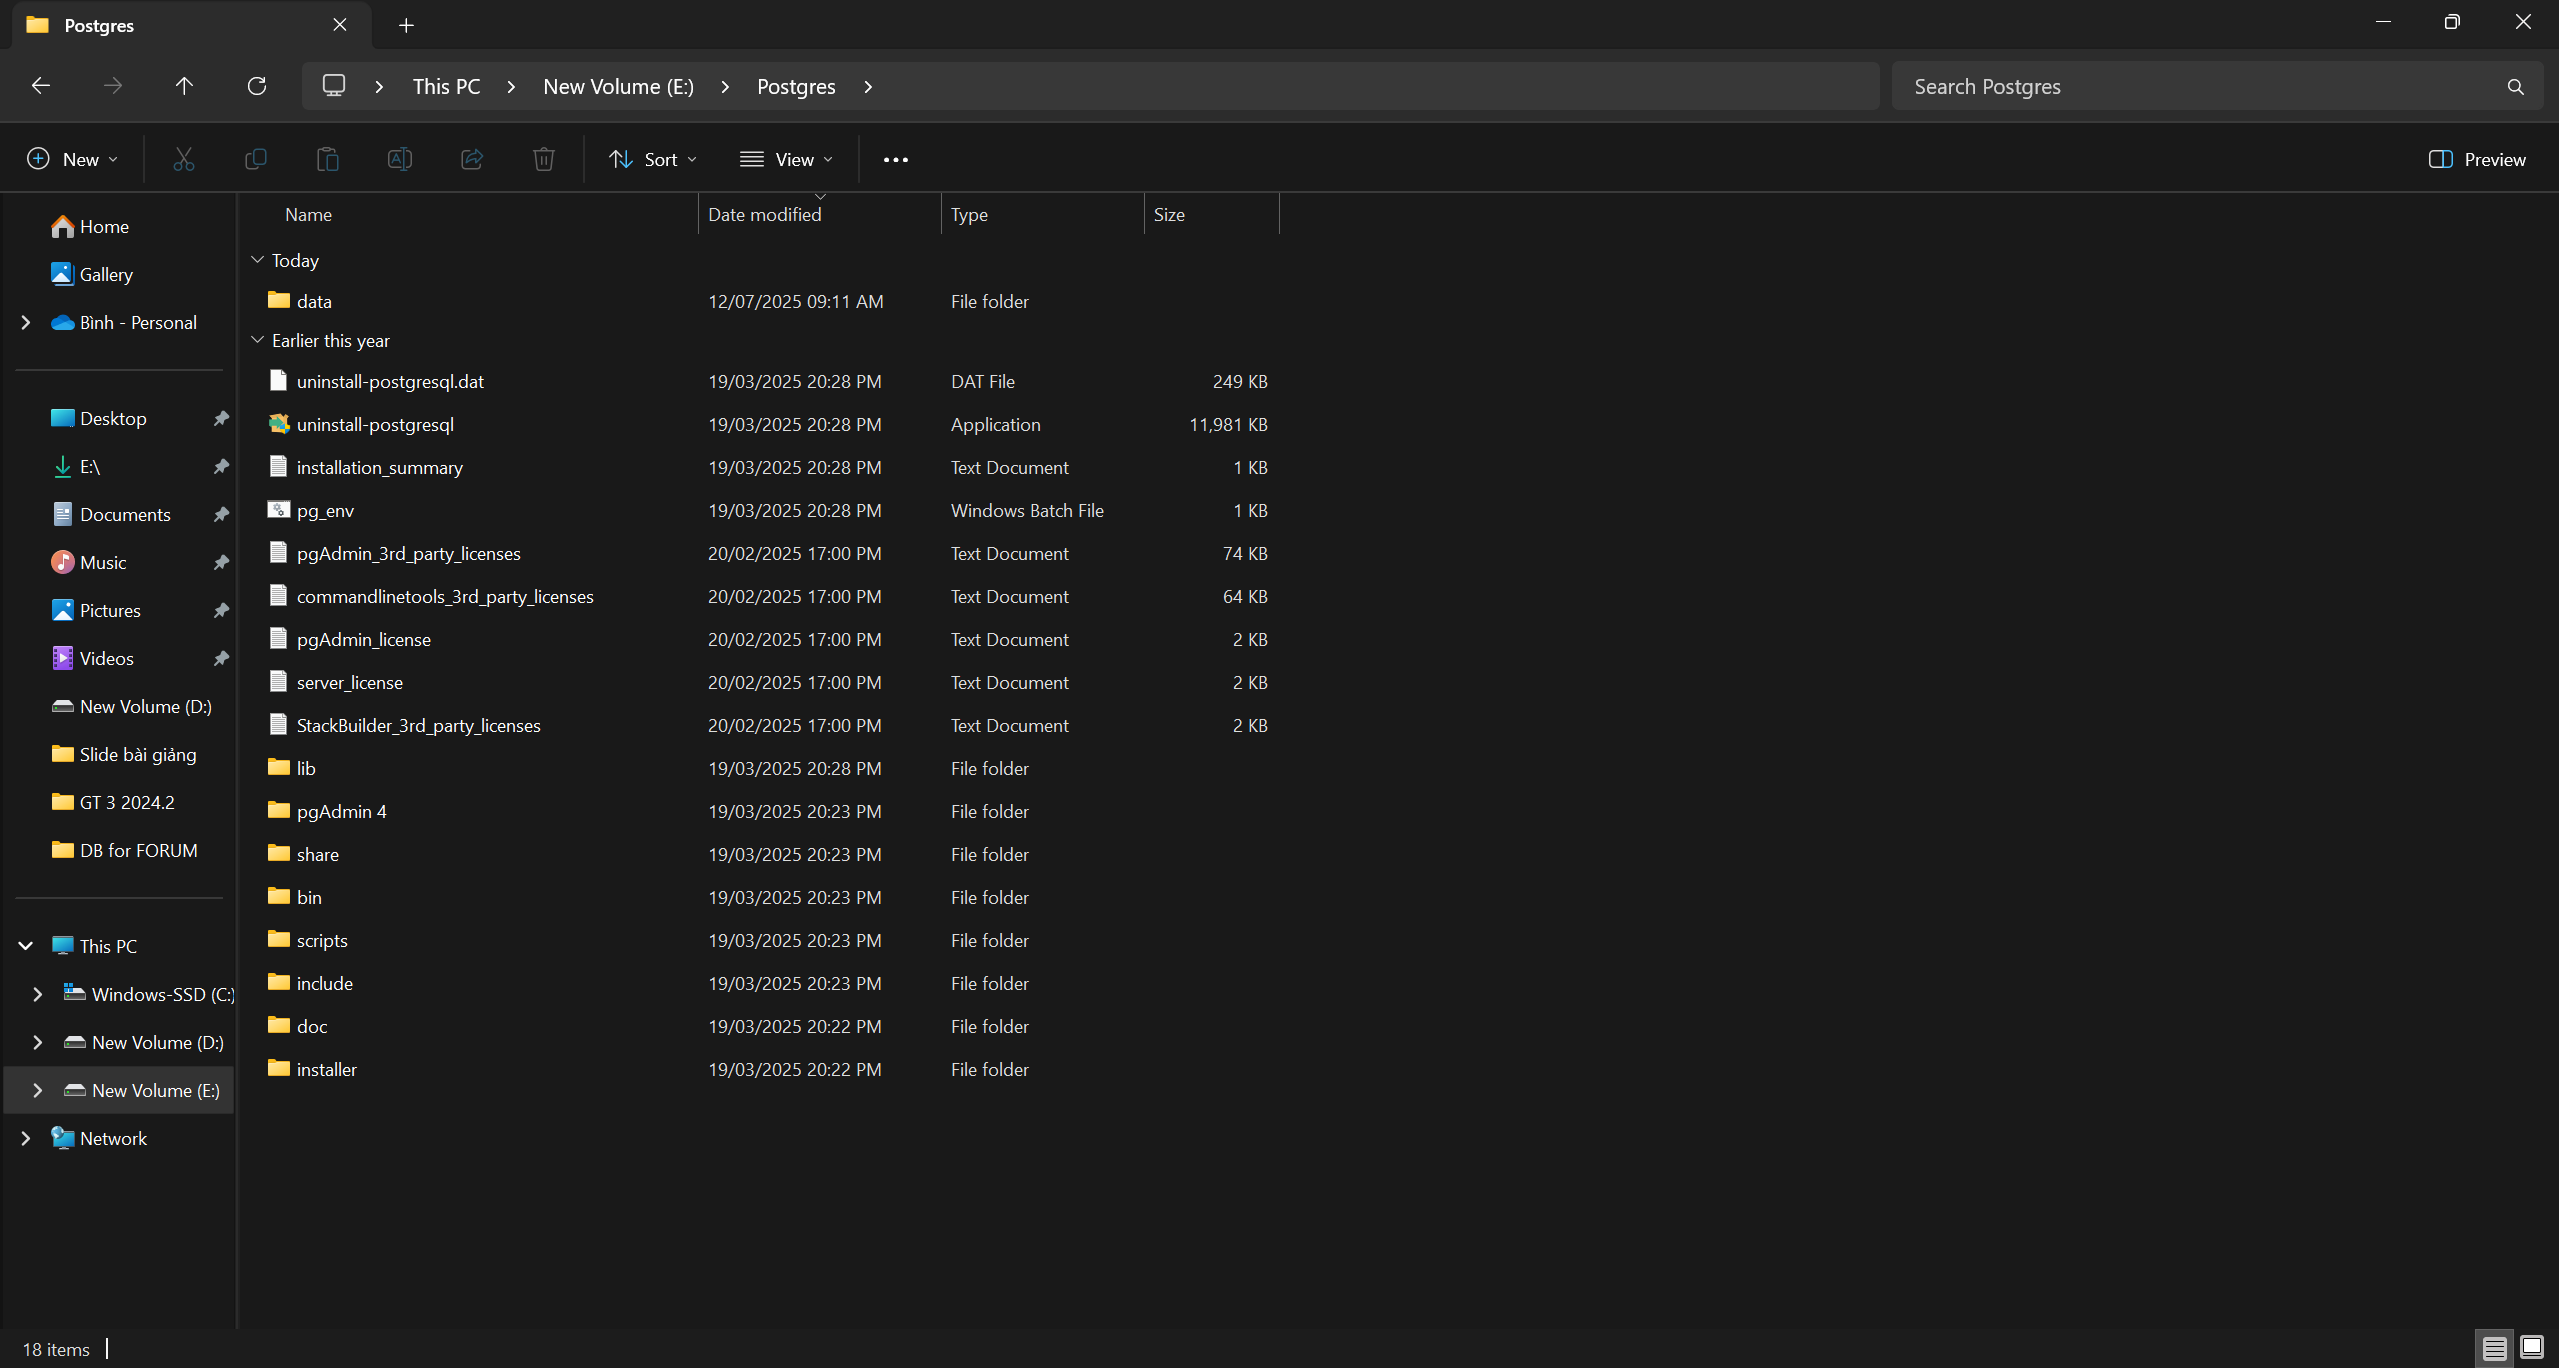 Postgres
This PC New Volume (E:) Postgres
Search Postgres
New Sort View Preview
Home
Gallery
Bình - Personal
Desktop
E:\
Documents
Music
Pictures
Videos
New Volume (D:)
Slide bài giảng
GT 3 2024.2
DB for FORUM
This PC
Windows-SSD (C:)
New Volume (D:)
New Volume (E:)
Network
Name Date modified Type Size
Today
data 12/07/2025 09:11 AM File folder
Earlier this year
uninstall-postgresql.dat 19/03/2025 20:28 PM DAT File 249 KB
uninstall-postgresql 19/03/2025 20:28 PM Application 11,981 KB
installation_summary 19/03/2025 20:28 PM Text Document 1 KB
pg_env 19/03/2025 20:28 PM Windows Batch File 1 KB
pgAdmin_3rd_party_licenses 20/02/2025 17:00 PM Text Document 74 KB
commandlinetools_3rd_party_licenses 20/02/2025 17:00 PM Text Document 64 KB
pgAdmin_license 20/02/2025 17:00 PM Text Document 2 KB
server_license 20/02/2025 17:00 PM Text Document 2 KB
StackBuilder_3rd_party_licenses 20/02/2025 17:00 PM Text Document 2 KB
lib 19/03/2025 20:28 PM File folder
pgAdmin 4 19/03/2025 20:23 PM File folder
share 19/03/2025 20:23 PM File folder
bin 19/03/2025 20:23 PM File folder
scripts 19/03/2025 20:23 PM File folder
include 19/03/2025 20:23 PM File folder
doc 19/03/2025 20:22 PM File folder
installer 19/03/2025 20:22 PM File folder
18 items